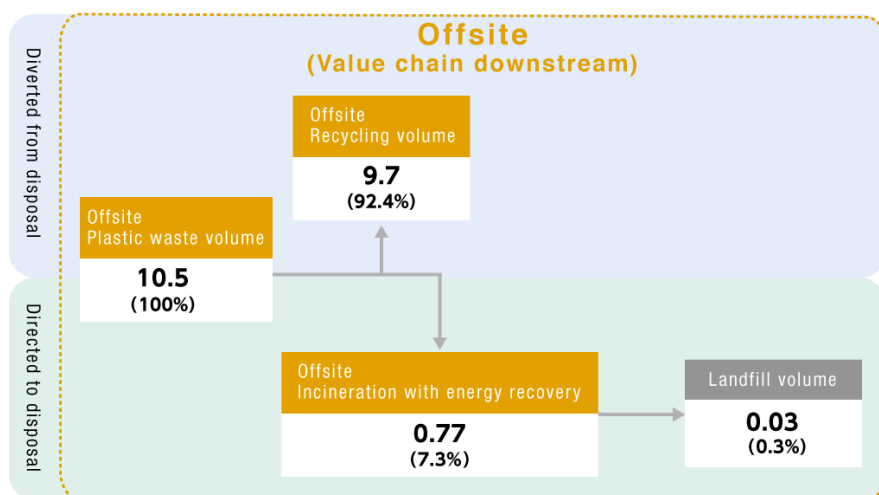 Offsite
(Value chain downstream)
Diverted from disposal
Offsite
Recycling volume
9.7
(92.4%)
Offsite
Plastic waste volume
10.5
(100%)
Directed to disposal
Offsite
Incineration with energy recovery
0.77
(7.3%)
Landfill volume
0.03
(0.3%)